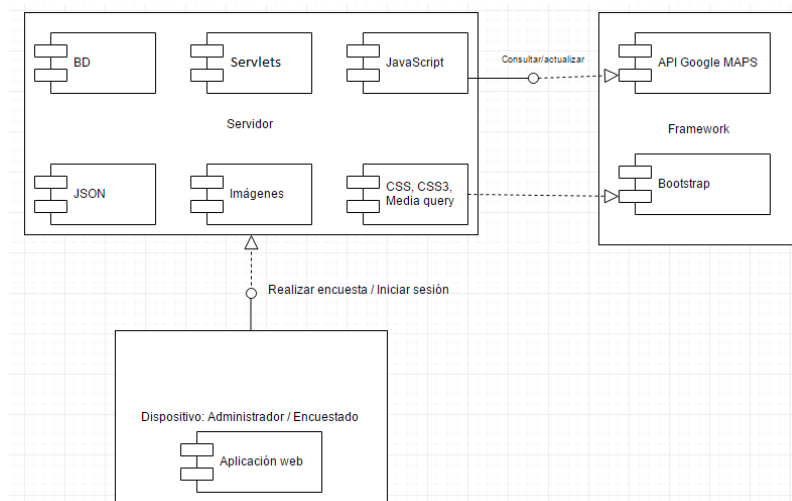 BD
Servlets
JavaScript
Consultar/actualizar
API Google MAPS
Servidor
Framework
JSON
Imágenes
CSS, CSS3,
Media query
Bootstrap
Realizar encuesta / Iniciar sesión
Dispositivo: Administrador / Encuestado
Aplicación web